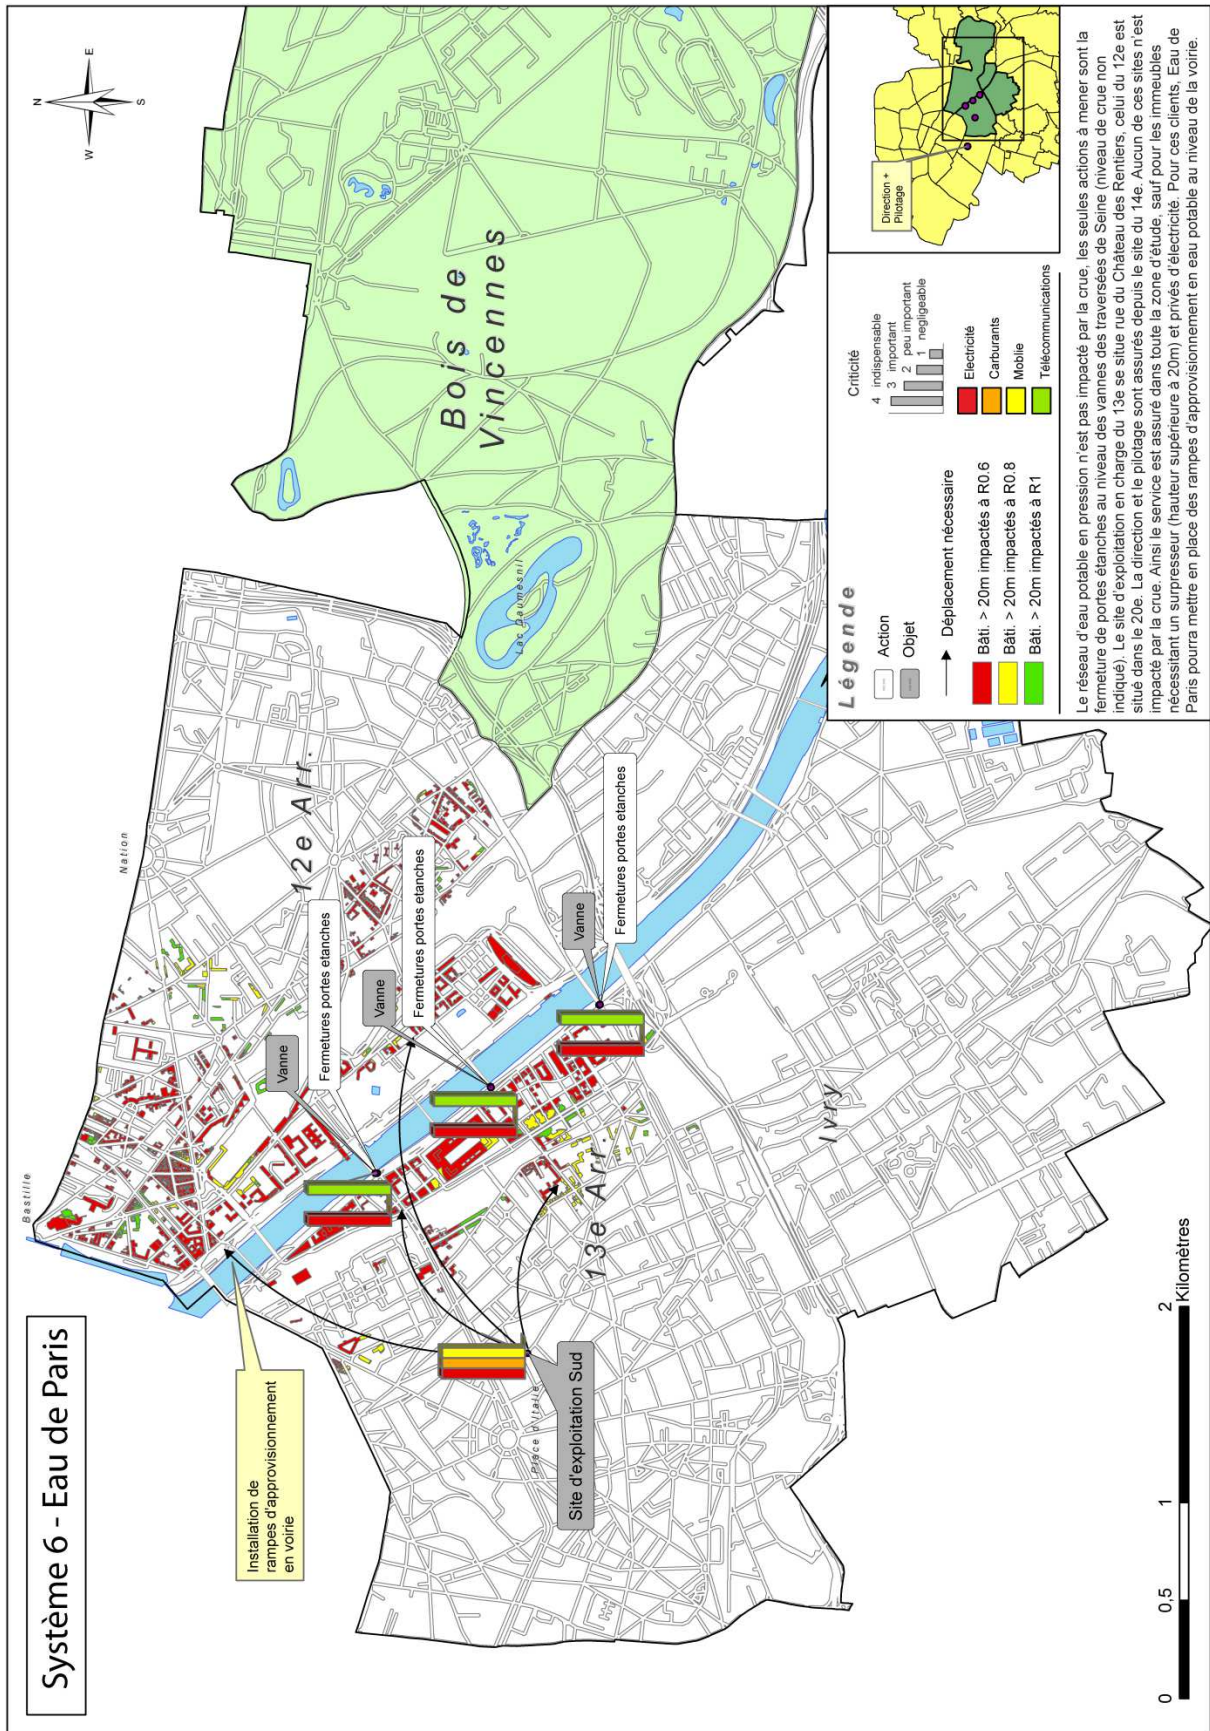 Système 6 - Eau de Paris
N
W
E
S
Bastille
Nation
Installation de
rampes d'approvisionnement
en voirie
12e Arr.
Bois de
Vincennes
Lac Daumesnil
Vanne
Fermetures portes etanches
Vanne
Fermetures portes etanches
Vanne
Fermetures portes etanches
Place d'Italie
Site d'exploitation Sud
13e Arr.
Ivry
0
0,5
1
2
Kilomètres
Légende
Action
Objet
Déplacement nécessaire
Bâti. > 20m impactés à R0.6
Bâti. > 20m impactés à R0.8
Bâti. > 20m impactés à R1
Criticité
4 indispensable
3 important
2 peu important
1 negligeable
Electricité
Carburants
Moblie
Télécommunications
Direction +
Pilotage
Le réseau d'eau potable en pression n'est pas impacté par la crue, les seules actions à mener sont la
fermeture de portes étanches au niveau des vannes des traversées de Seine (niveau de crue non
indiqué). Le site d'exploitation en charge du 13e se situe rue du Château des Rentiers, celui du 12e est
situé dans le 20e. La direction et le pilotage sont assurés depuis le site du 14e. Aucun de ces sites n'est
impacté par la crue. Ainsi le service est assuré dans toute la zone d'étude, sauf pour les immeubles
nécessitant un surpresseur (hauteur supérieure à 20m) et privés d'électricité. Pour ces clients, Eau de
Paris pourra mettre en place des rampes d'approvisionnement en eau potable au niveau de la voirie.